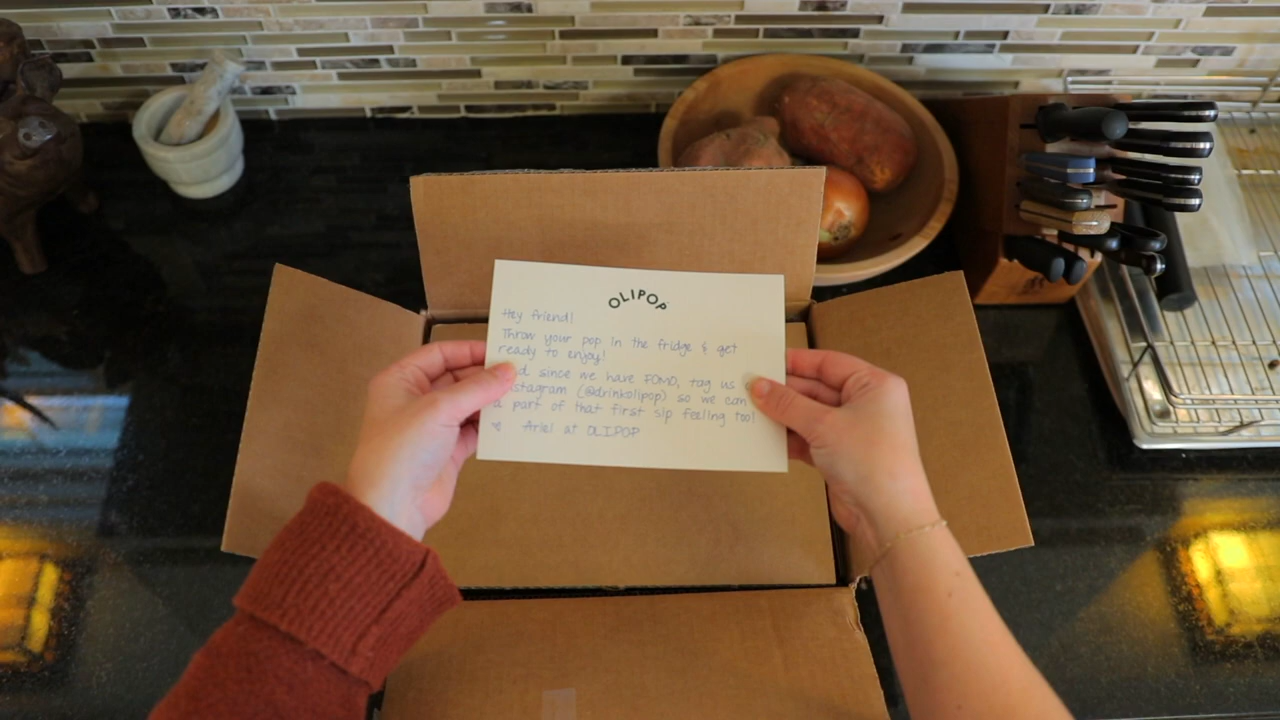 OLIPOP
Hey friend!
Throw your pop in the fridge & get
ready to enjoy!
since we have FOMO, tag us
(@drinkolipop) so we can
a part of that first sip feeling too!
♥ Ariel at OLIPOP